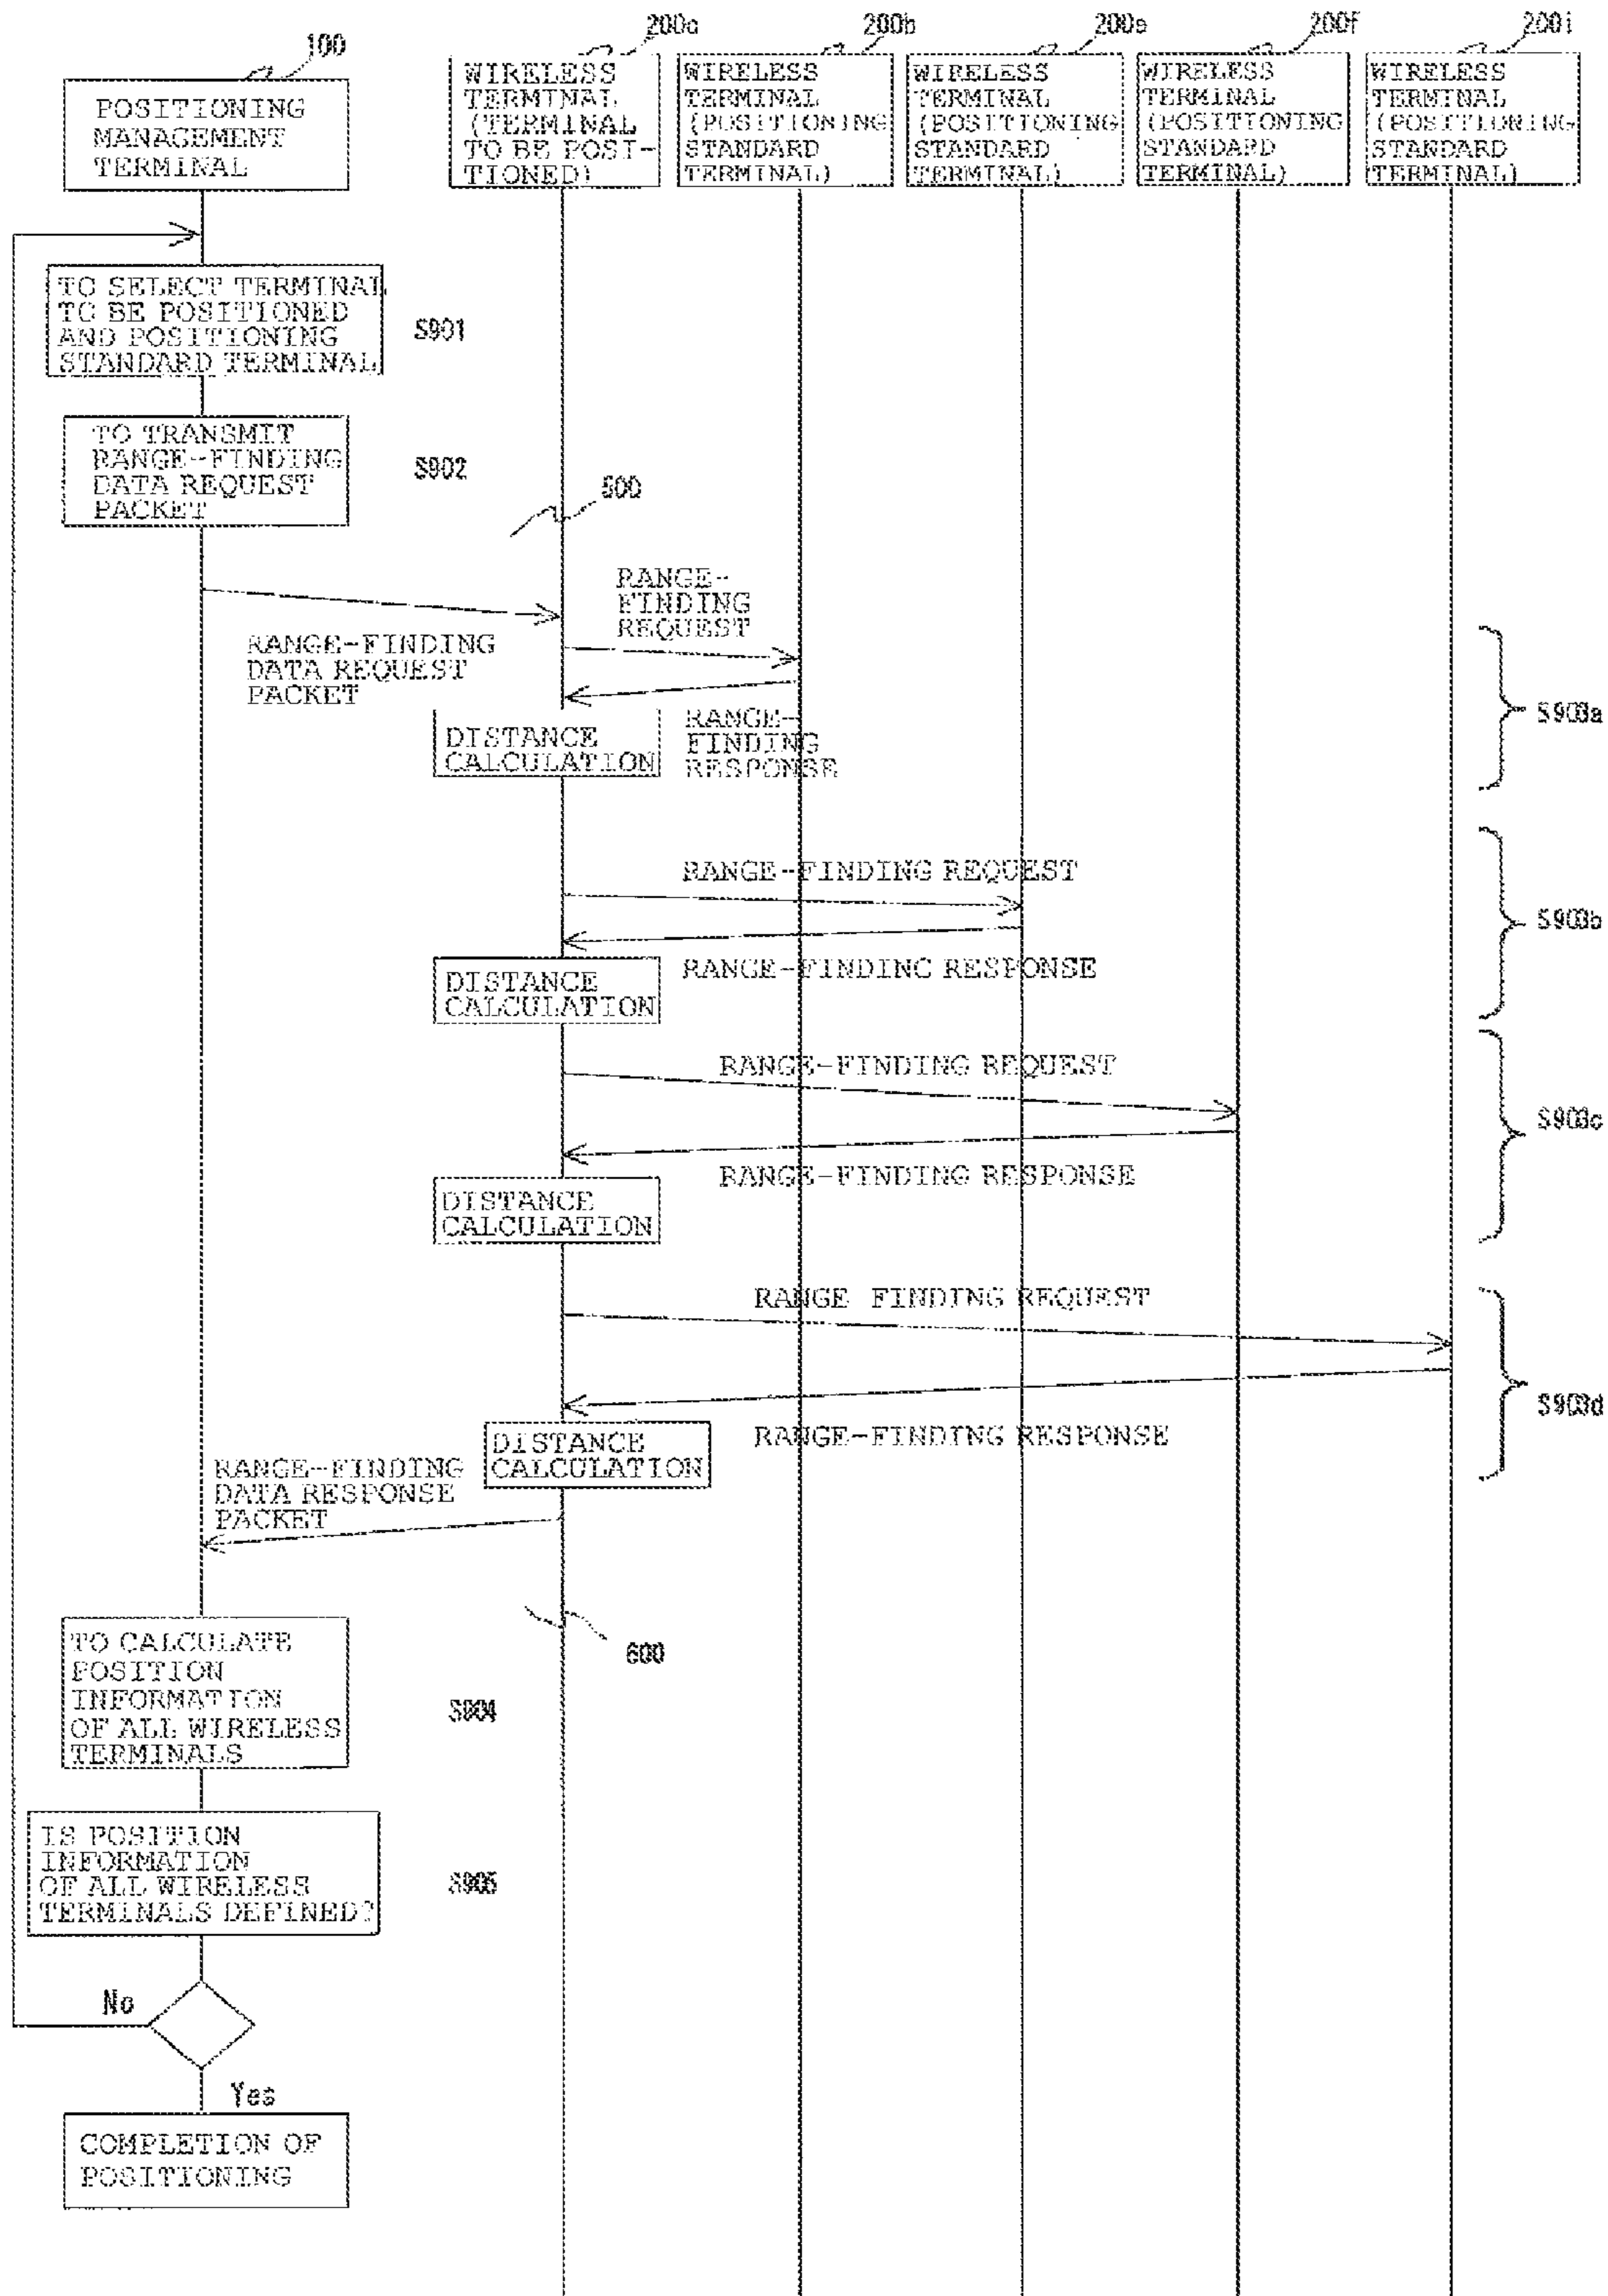 100
200a
200b
200e
200f
200i
POSITIONING
MANAGEMENT
TERMINAL
WIRELESS
TERMINAL
(TERMINAL
TO BE POSI-
TIONED)
WIRELESS
TERMINAL
(POSITIONING
STANDARD
TERMINAL)
WIRELESS
TERMINAL
(POSITIONING
STANDARD
TERMINAL)
WIRELESS
TERMINAL
(POSITIONING
STANDARD
TERMINAL)
WIRELESS
TERMINAL
(POSITIONING
STANDARD
TERMINAL)
TO SELECT TERMINAL
TO BE POSITIONED
AND POSITIONING
STANDARD TERMINAL
S901
TO TRANSMIT
RANGE-FINDING
DATA REQUEST
PACKET
S902
RANGE-
FINDING
REQUEST
RANGE-FINDING
DATA REQUEST
PACKET
DISTANCE
CALCULATION
RANGE-
FINDING
RESPONSE
S903a
RANGE-FINDING REQUEST
RANGE-FINDING RESPONSE
DISTANCE
CALCULATION
S903b
RANGE-FINDING REQUEST
RANGE-FINDING RESPONSE
DISTANCE
CALCULATION
S903c
RANGE FINDING REQUEST
RANGE-FINDING RESPONSE
DISTANCE
CALCULATION
S903d
RANGE-FINDING
DATA RESPONSE
PACKET
600
TO CALCULATE
POSITION
INFORMATION
OF ALL WIRELESS
TERMINALS
S904
IS POSITION
INFORMATION
OF ALL WIRELESS
TERMINALS DEFINED?
S905
No
Yes
COMPLETION OF
POSITIONING